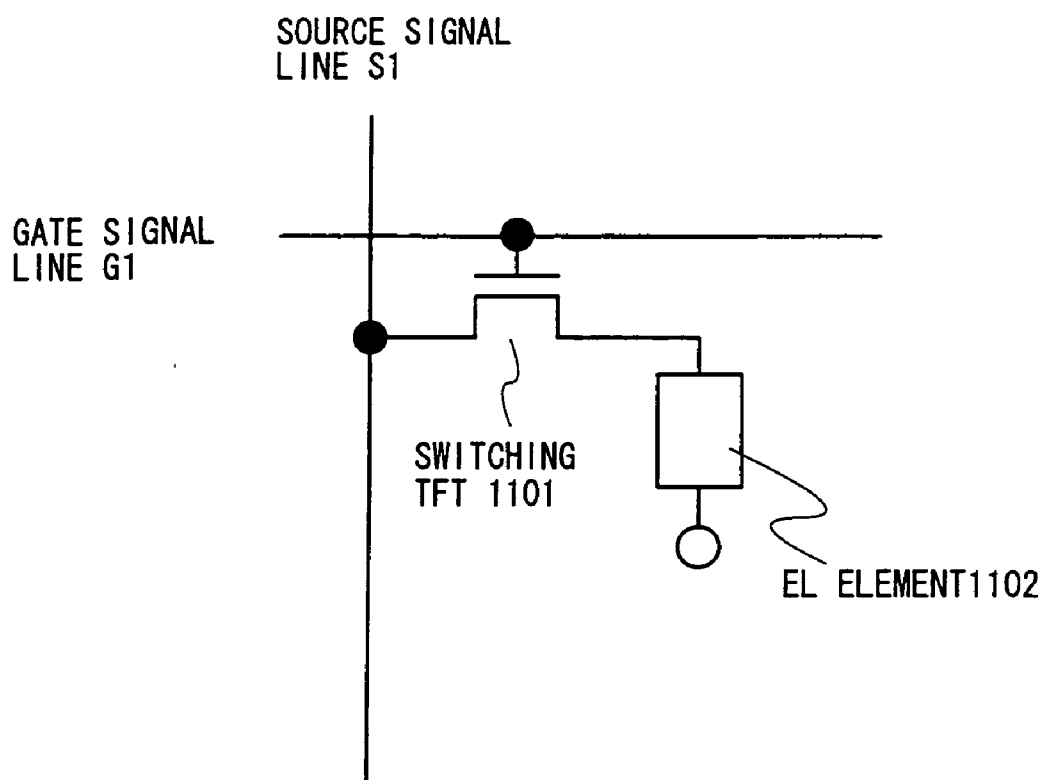 SOURCE SIGNAL
LINE S1
GATE SIGNAL
LINE G1
SWITCHING
TFT 1101
EL ELEMENT1102